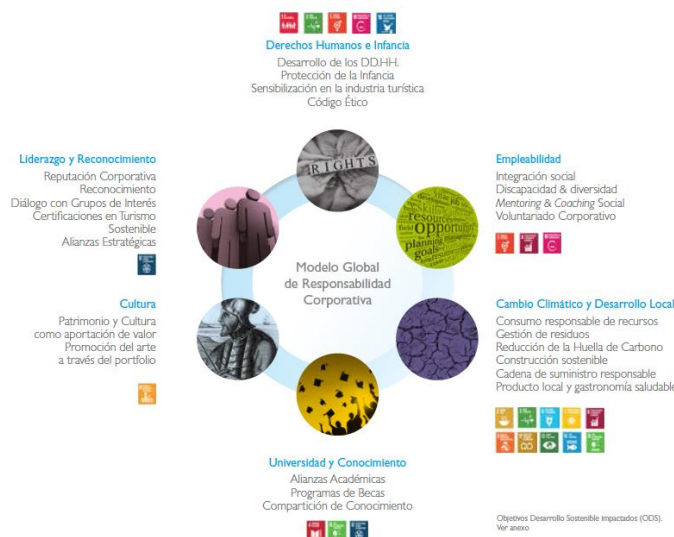 Derechos Humanos e Infancia
Desarrollo de los DD.HH.
Protección de la Infancia
Sensibilización en la industria turística
Código Ético
RIGHTS
Liderazgo y Reconocimiento
Reputación Corporativa
Reconocimiento
Diálogo con Grupos de Interés
Certificaciones en Turismo
Sostenible
Alianzas Estratégicas
Empleabilidad
Integración social
Discapacidad & diversidad
Mentoring & Coaching Social
Voluntariado Corporativo
resources
opportunity
planning
goals
Modelo Global
de Responsabilidad
Corporativa
Cultura
Patrimonio y Cultura
como aportación de valor
Promoción del arte
a través del portfolio
Cambio Climático y Desarrollo Local
Consumo responsable de recursos
Gestión de residuos
Reducción de la Huella de Carbono
Construcción sostenible
Cadena de suministro responsable
Producto local y gastronomía saludable
Universidad y Conocimiento
Alianzas Académicas
Programas de Becas
Compartición de Conocimiento
Objetivos Desarrollo Sostenible impactados (ODS).
Ver anexo